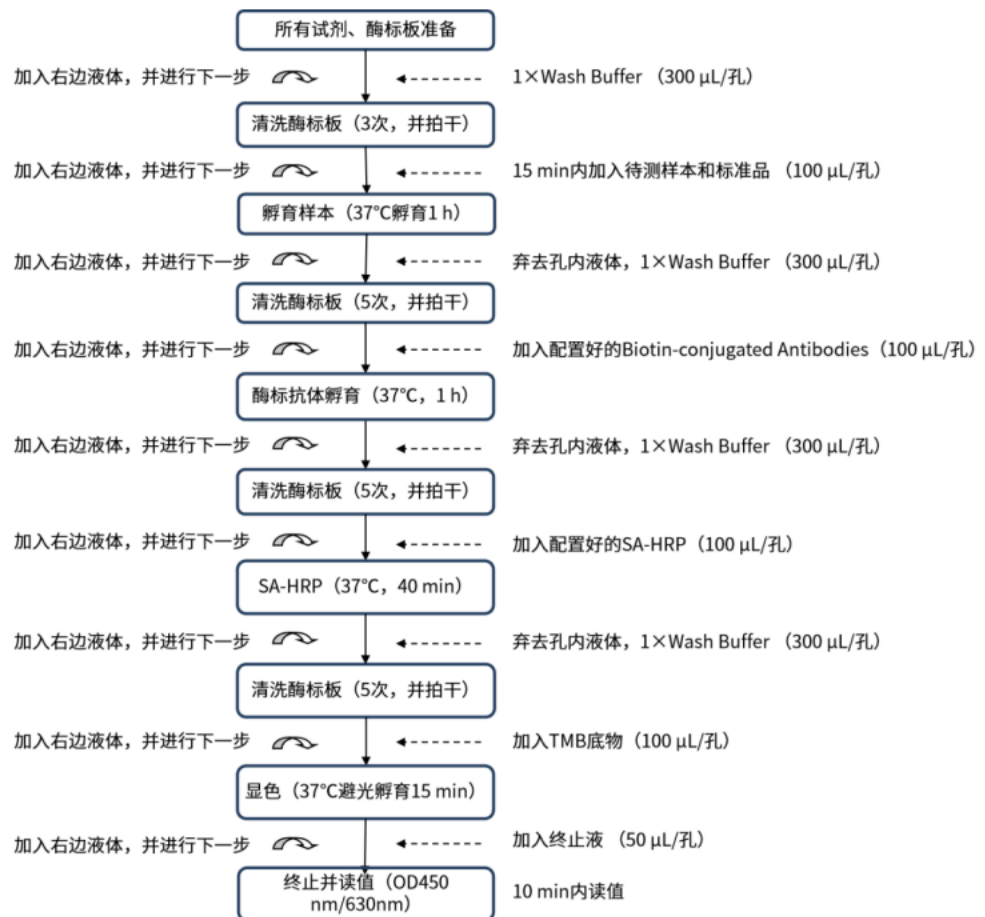 所有试剂、酶标板准备
加入右边液体，并进行下一步
1×Wash Buffer （300 μL/孔）
清洗酶标板（3次，并拍干）
加入右边液体，并进行下一步
15 min内加入待测样本和标准品 （100 μL/孔）
孵育样本（37℃孵育1 h）
加入右边液体，并进行下一步
弃去孔内液体，1×Wash Buffer （300 μL/孔）
清洗酶标板（5次，并拍干）
加入右边液体，并进行下一步
加入配置好的Biotin-conjugated Antibodies（100 μL/孔）
酶标抗体孵育（37℃，1 h）
加入右边液体，并进行下一步
弃去孔内液体，1×Wash Buffer （300 μL/孔）
清洗酶标板（5次，并拍干）
加入右边液体，并进行下一步
加入配置好的SA-HRP（100 μL/孔）
SA-HRP（37℃，40 min）
加入右边液体，并进行下一步
弃去孔内液体，1×Wash Buffer （300 μL/孔）
清洗酶标板（5次，并拍干）
加入右边液体，并进行下一步
加入TMB底物（100 μL/孔）
显色（37℃避光孵育15 min）
加入右边液体，并进行下一步
加入终止液 （50 μL/孔）
终止并读值（OD450
nm/630nm）
10 min内读值